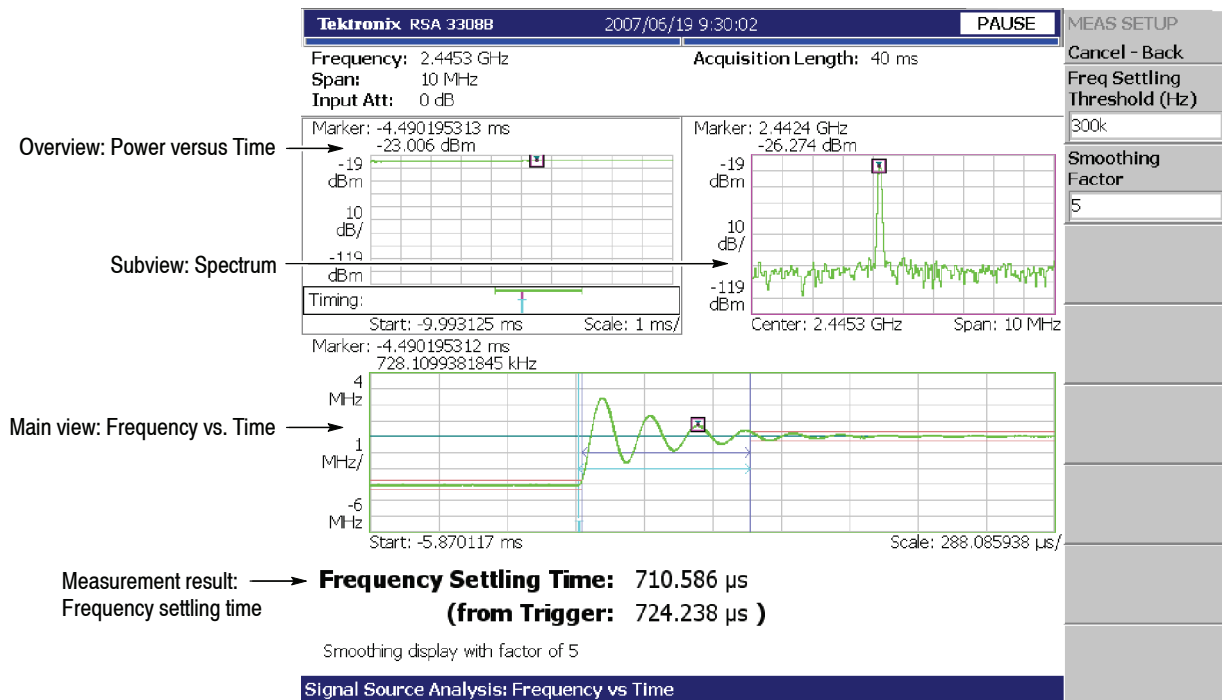 Tektronix RSA 3308B 2007/06/19 9:30:02 PAUSE
MEAS SETUP
Cancel - Back
Freq Settling
Threshold (Hz)
300k
Smoothing
Factor
5
Frequency: 2.4453 GHz Acquisition Length: 40 ms
Span: 10 MHz
Input Att: 0 dB
Overview: Power versus Time
Marker: -4.490195313 ms
-23.006 dBm
-19
dBm
10
dB/
-119
dBm
Timing:
Start: -9.993125 ms Scale: 1 ms/
Subview: Spectrum
Marker: 2.4424 GHz
-26.274 dBm
-19
dBm
10
dB/
-119
dBm
Center: 2.4453 GHz Span: 10 MHz
Main view: Frequency vs. Time
Marker: -4.490195312 ms
728.1099381845 kHz
4
MHz
1
MHz/
-6
MHz
Start: -5.870117 ms Scale: 288.085938 µs/
Measurement result:
Frequency settling time
Frequency Settling Time: 710.586 µs
(from Trigger: 724.238 µs )
Smoothing display with factor of 5
Signal Source Analysis: Frequency vs Time